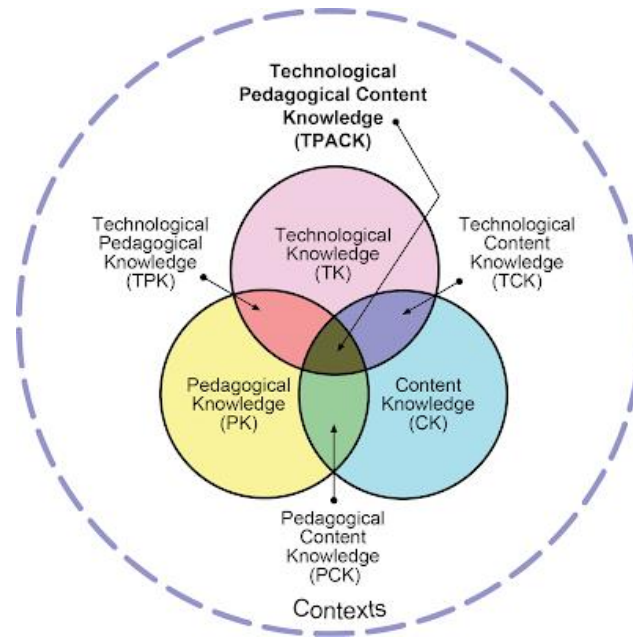 Technological
Pedagogical Content
Knowledge
(TPACK)
Technological
Pedagogical
Knowledge
(TPK)
Technological
Knowledge
(TK)
Technological
Content
Knowledge
(TCK)
Pedagogical
Knowledge
(PK)
Content
Knowledge
(CK)
Pedagogical
Content
Knowledge
(PCK)
Contexts